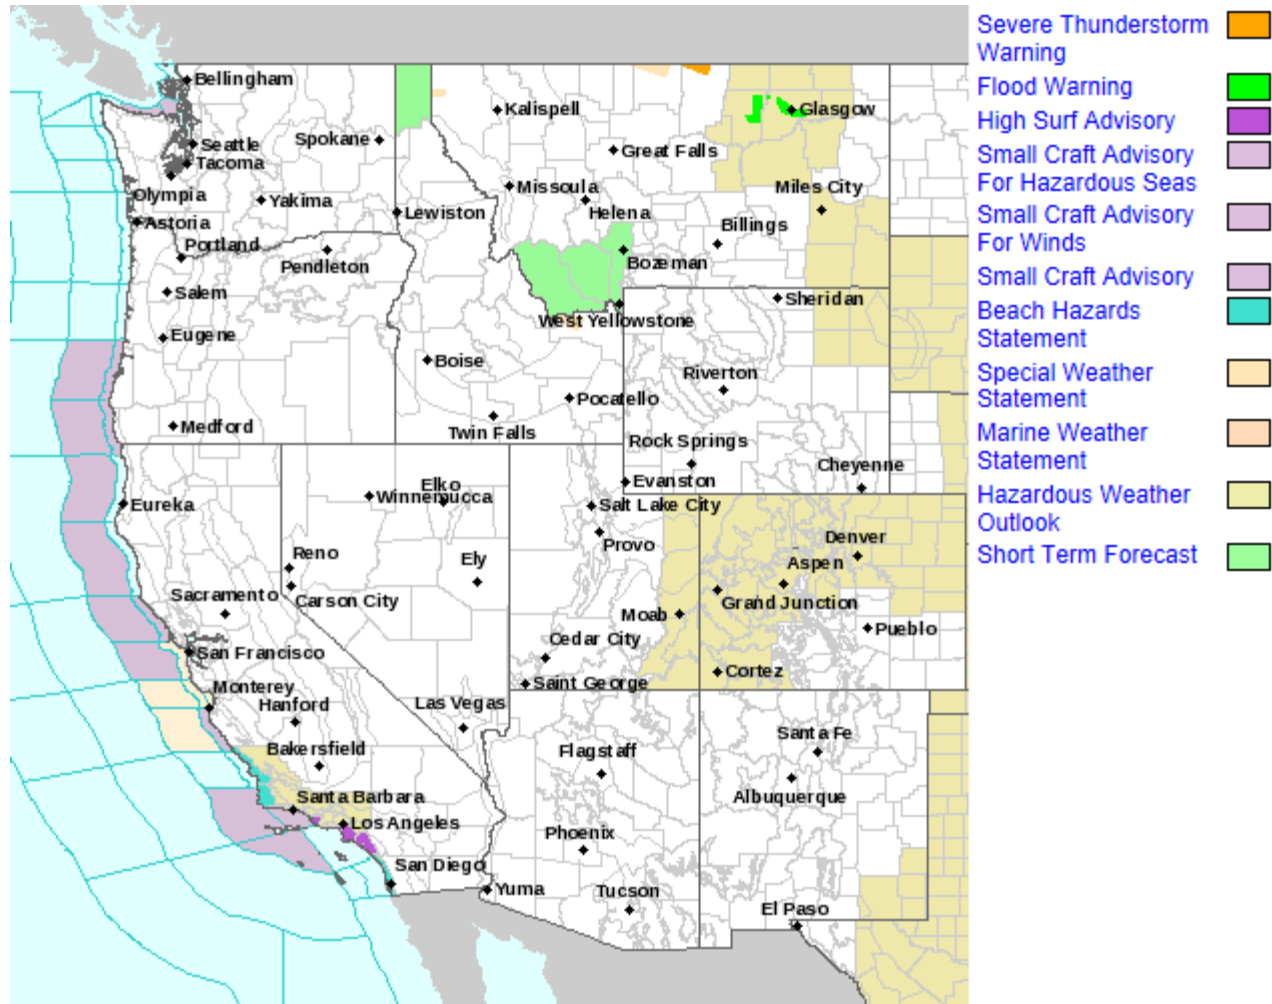 Severe Thunderstorm
Warning
Flood Warning
High Surf Advisory
Small Craft Advisory
For Hazardous Seas
Small Craft Advisory
For Winds
Small Craft Advisory
Beach Hazards
Statement
Special Weather
Statement
Marine Weather
Statement
Hazardous Weather
Outlook
Short Term Forecast
Bellingham
Kalispell
Glasgow
Seattle
Spokane
Great Falls
Tacoma
Olympia
Missoula
Miles City
Yakima
Helena
Astoria
Lewiston
Billings
Portland
Pendleton
Bozeman
Salem
Sheridan
West Yellowstone
Eugene
Boise
Riverton
Pocatello
Medford
Twin Falls
Rock Springs
Cheyenne
Elko
Winnemucca
Evanston
Eureka
Salt Lake City
Provo
Denver
Reno
Ely
Aspen
Sacramento
Carson City
Grand Junction
Moab
Pueblo
Cedar City
San Francisco
Cortez
Saint George
Monterey
Hanford
Las Vegas
Santa Fe
Bakersfield
Flagstaff
Santa Barbara
Albuquerque
Los Angeles
Phoenix
San Diego
Yuma
Tucson
El Paso